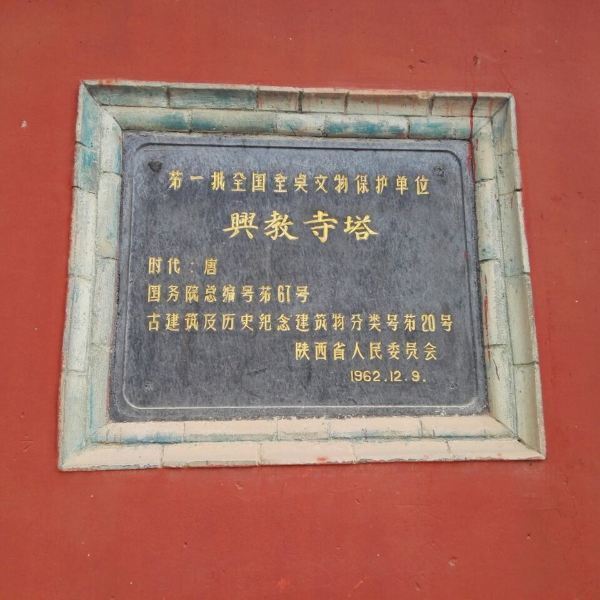 第一批全国重点文物保护单位
興教寺塔
时代：唐
国务院总编号第61号
古建筑及历史纪念建筑物分类号第20号
陕西省人民委员会
1962.12.9.